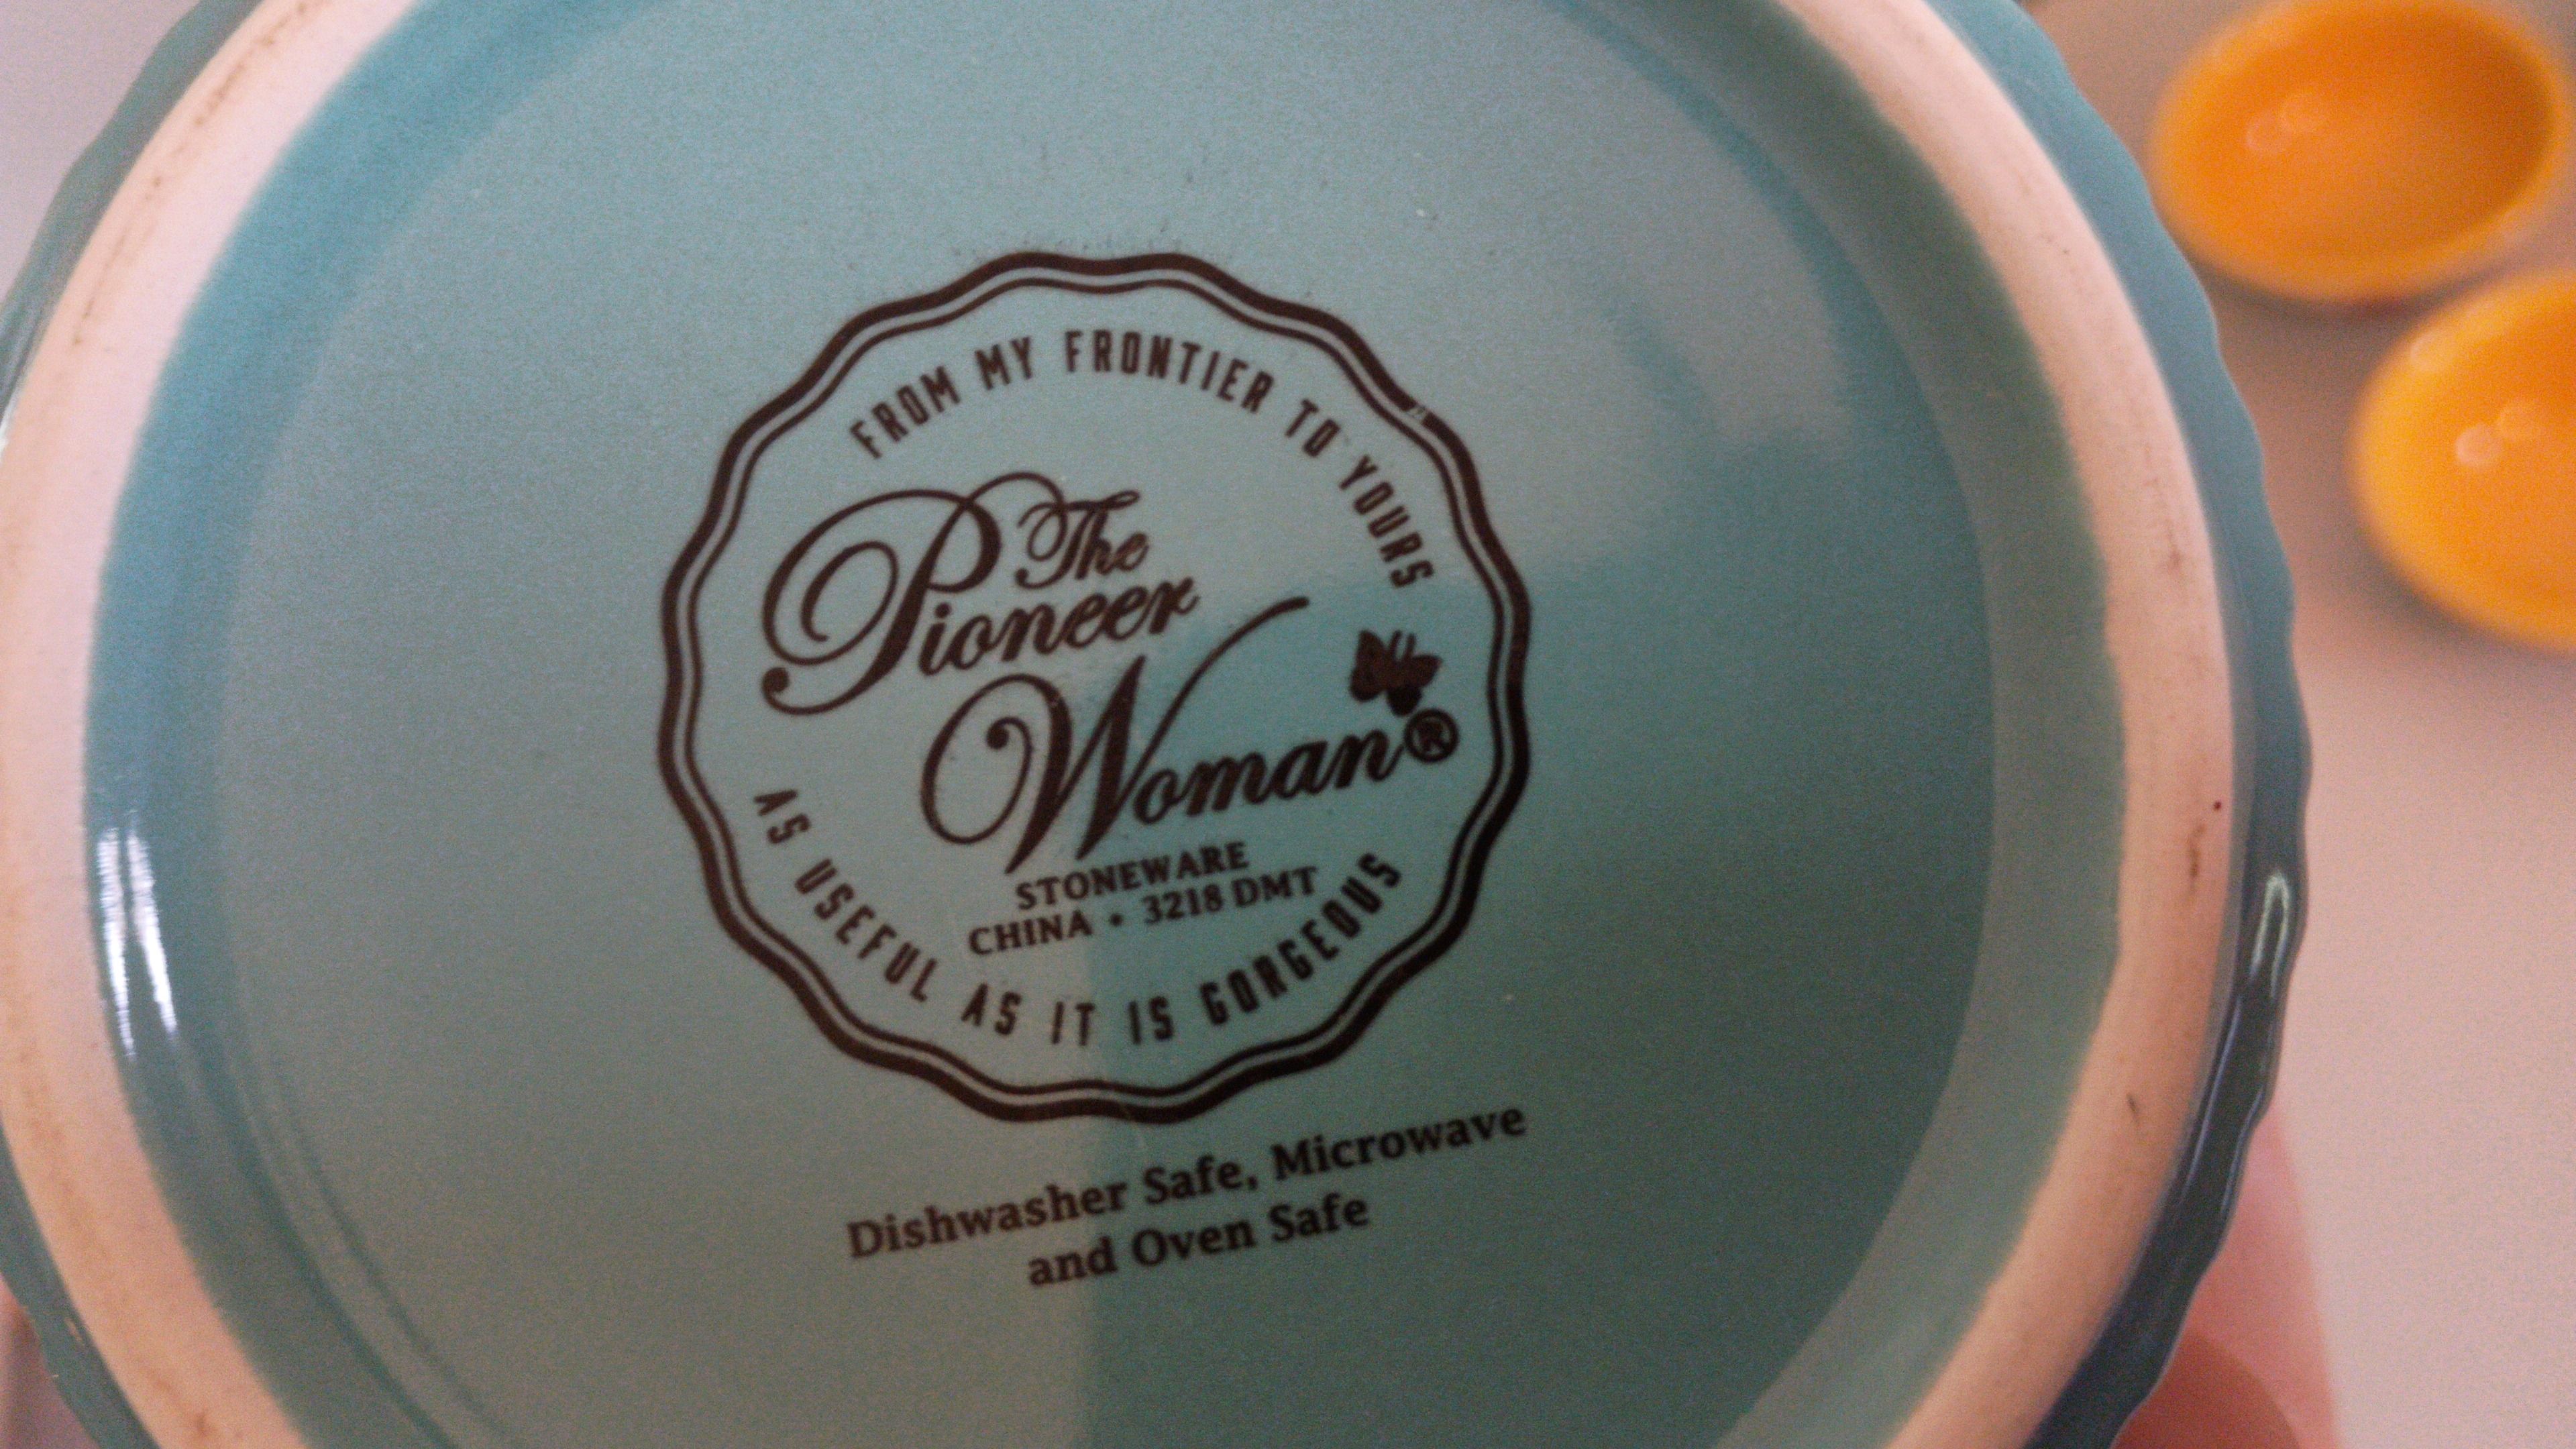 FROM MY FRONTIER TO YOURS
The
Pioneer
Woman®
STONEWARE
CHINA • 3218 DMT
AS USEFUL AS IT IS GORGEOUS
Dishwasher Safe, Microwave
and Oven Safe